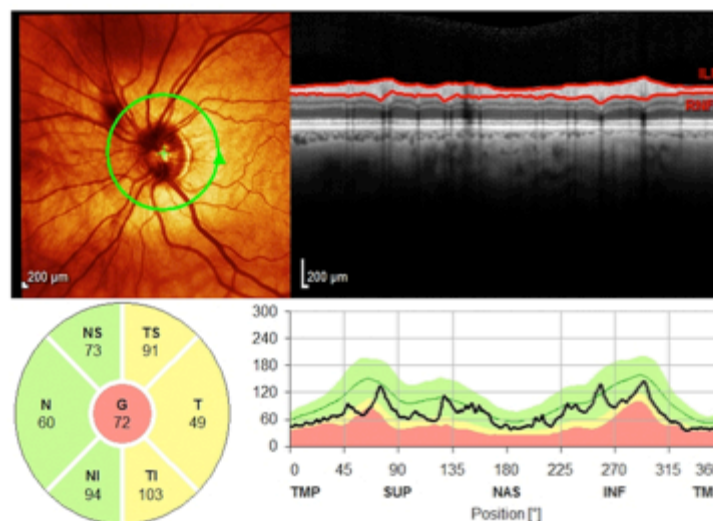 200 µm
200 µm
NS
73
TS
91
N
60
G
72
T
49
NI
94
TI
103
300
240
180
120
60
0
0 45 90 135 180 225 270 315
TMP SUP NAS INF
Position [°]